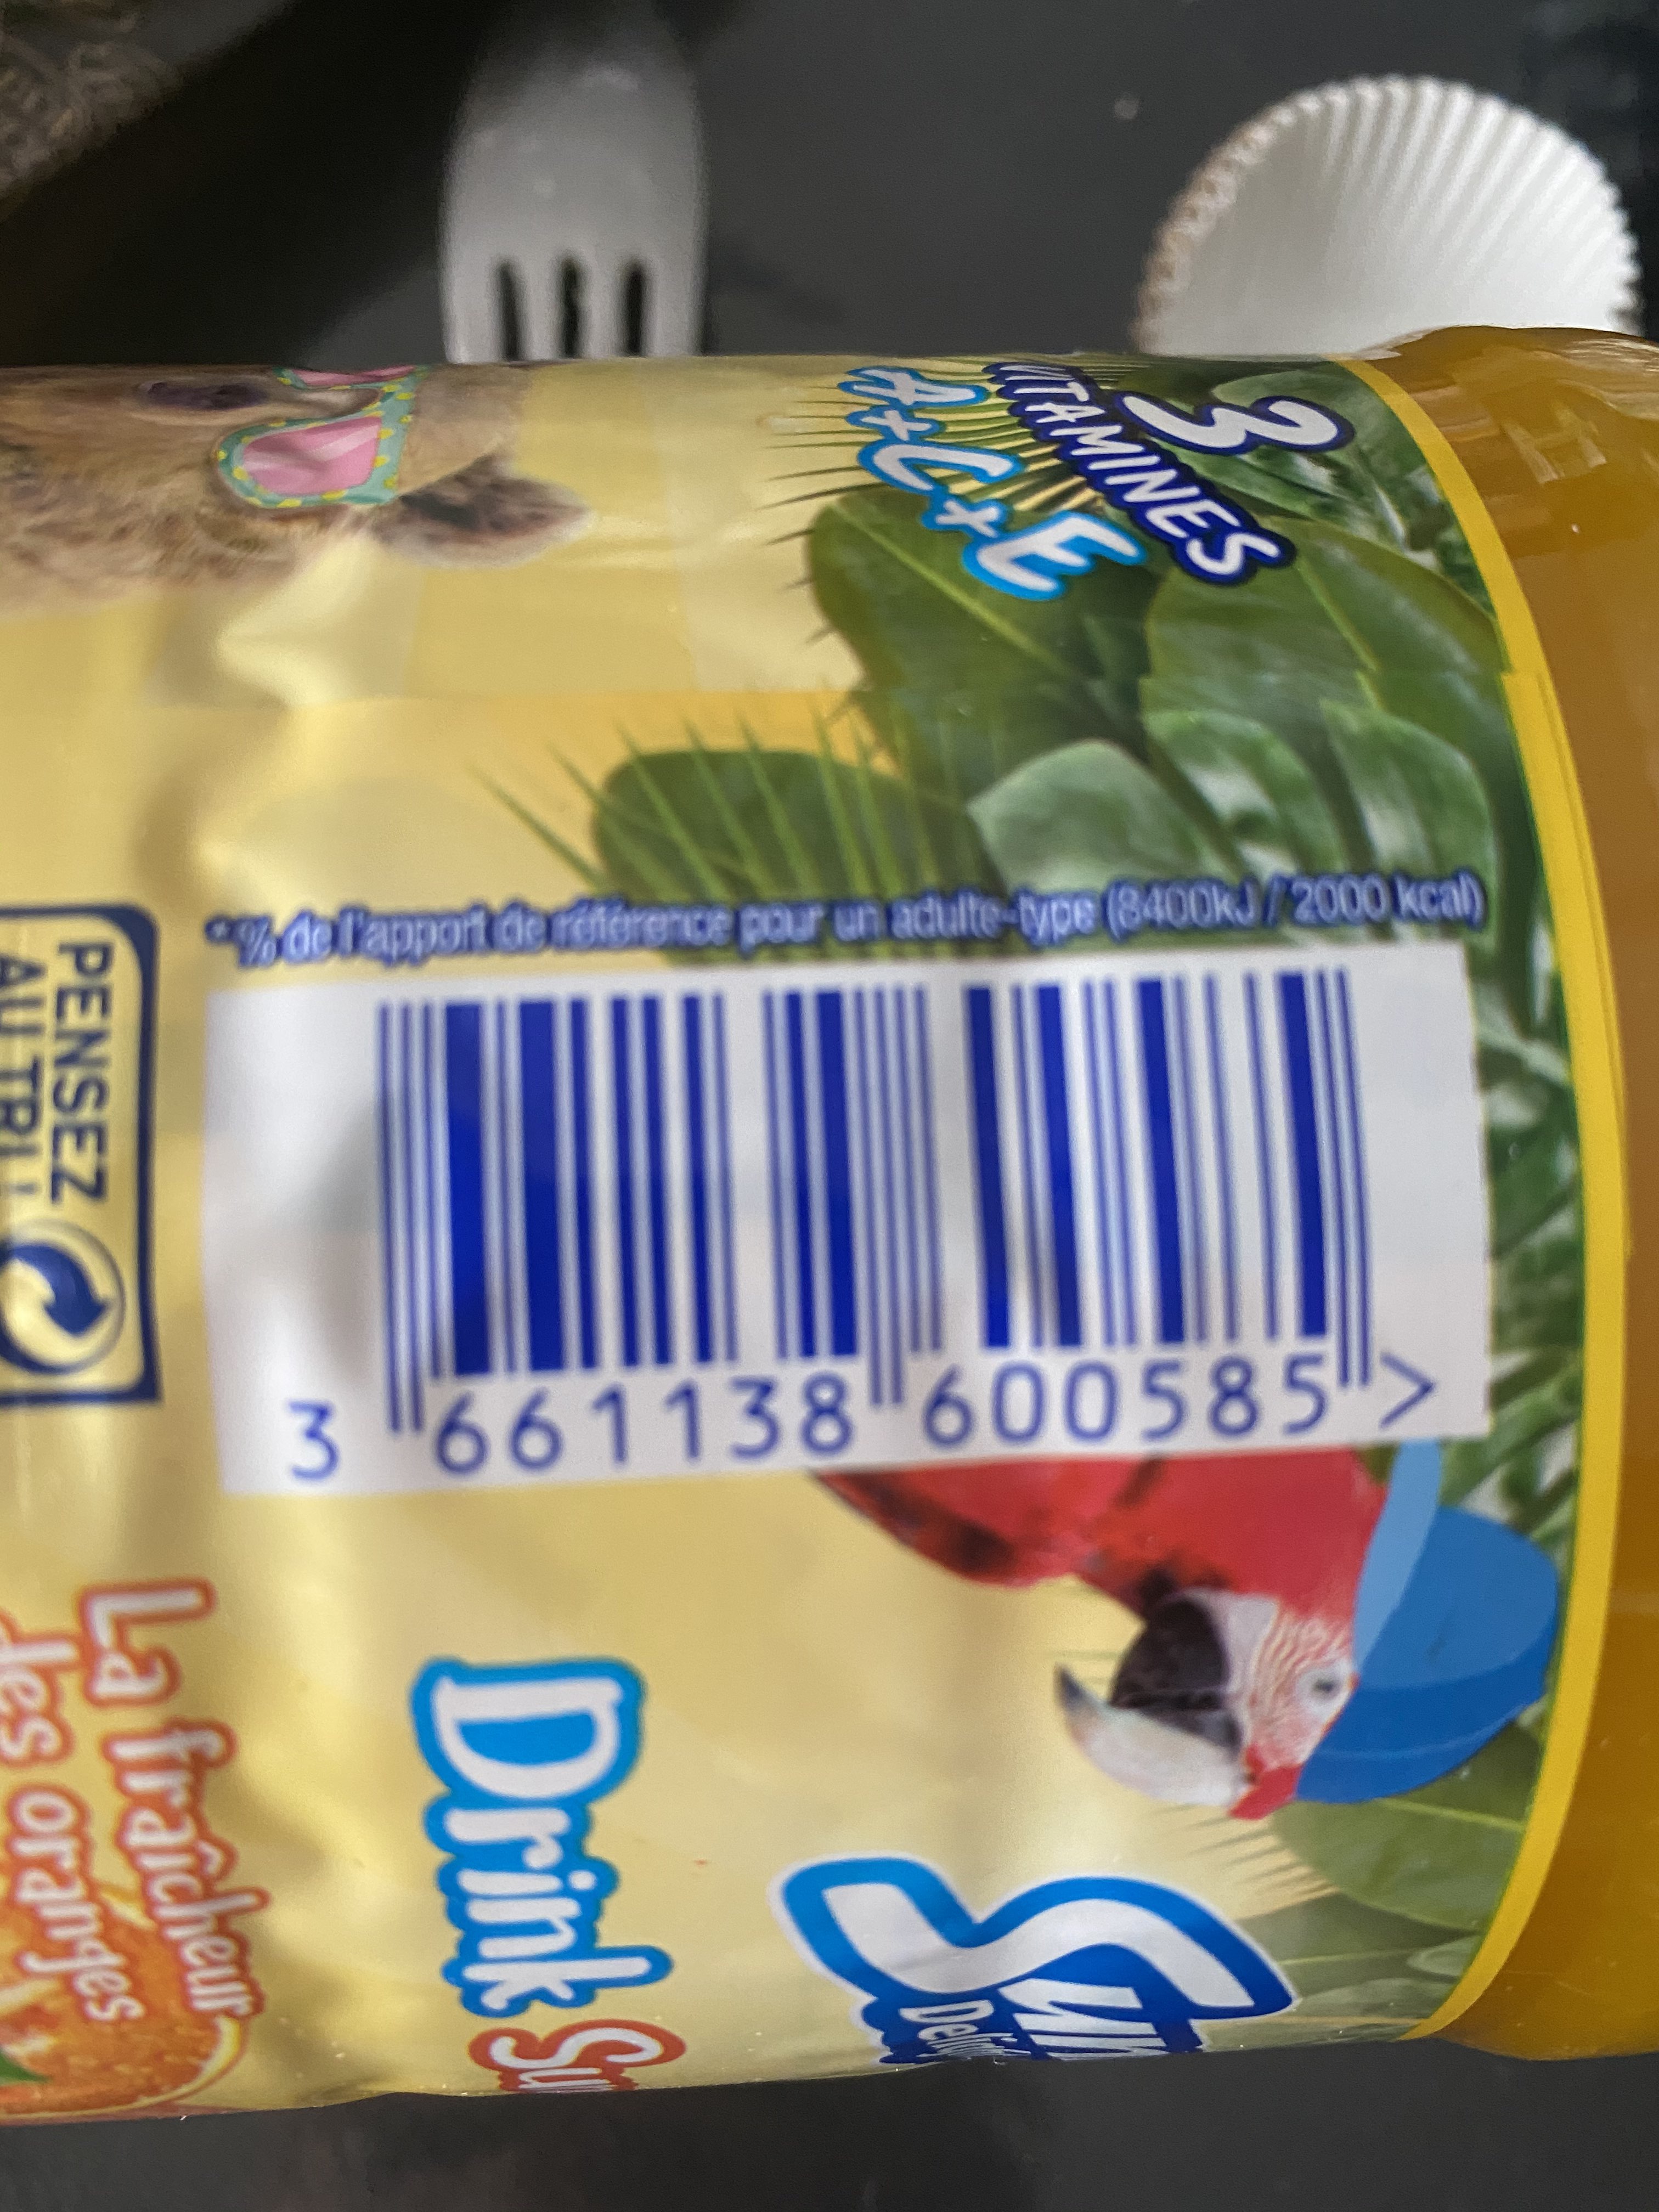 3
VITAMINES
A+C+E
*% de l'apport de référence pour un adulte-type (8400kJ / 2000 kcal)
3 661138 600585 >
PENSEZ
AU TRI !
Drink
La fraîcheur
des oranges